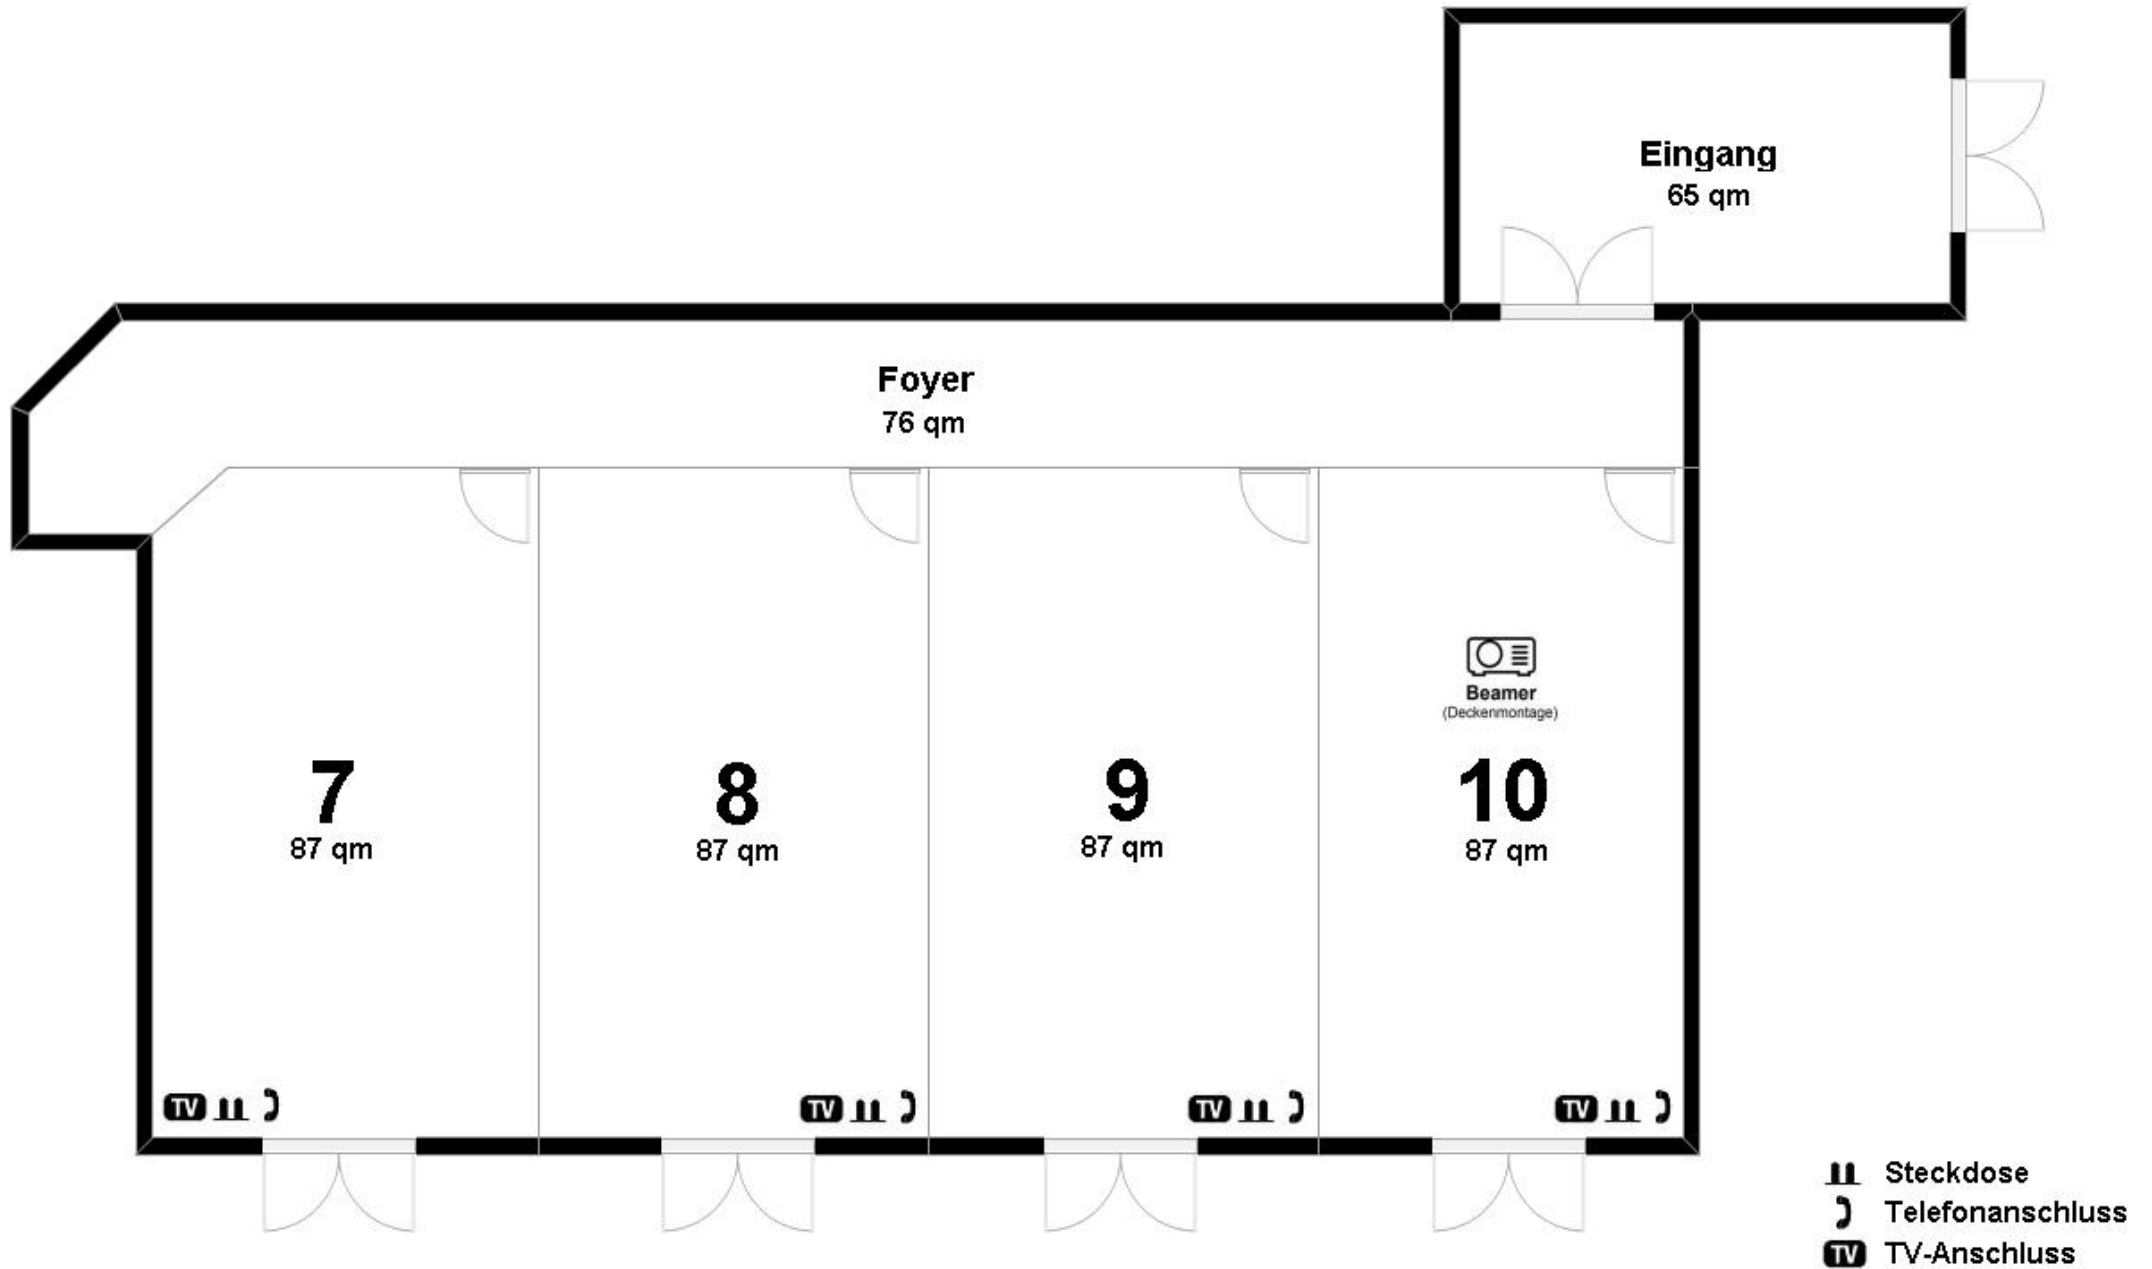 Eingang
65 qm
Foyer
76 qm
Beamer
(Deckenmontage)
7
87 qm
8
87 qm
9
87 qm
10
87 qm
TV
TV
TV
TV
Steckdose
Telefonanschluss
TV TV-Anschluss